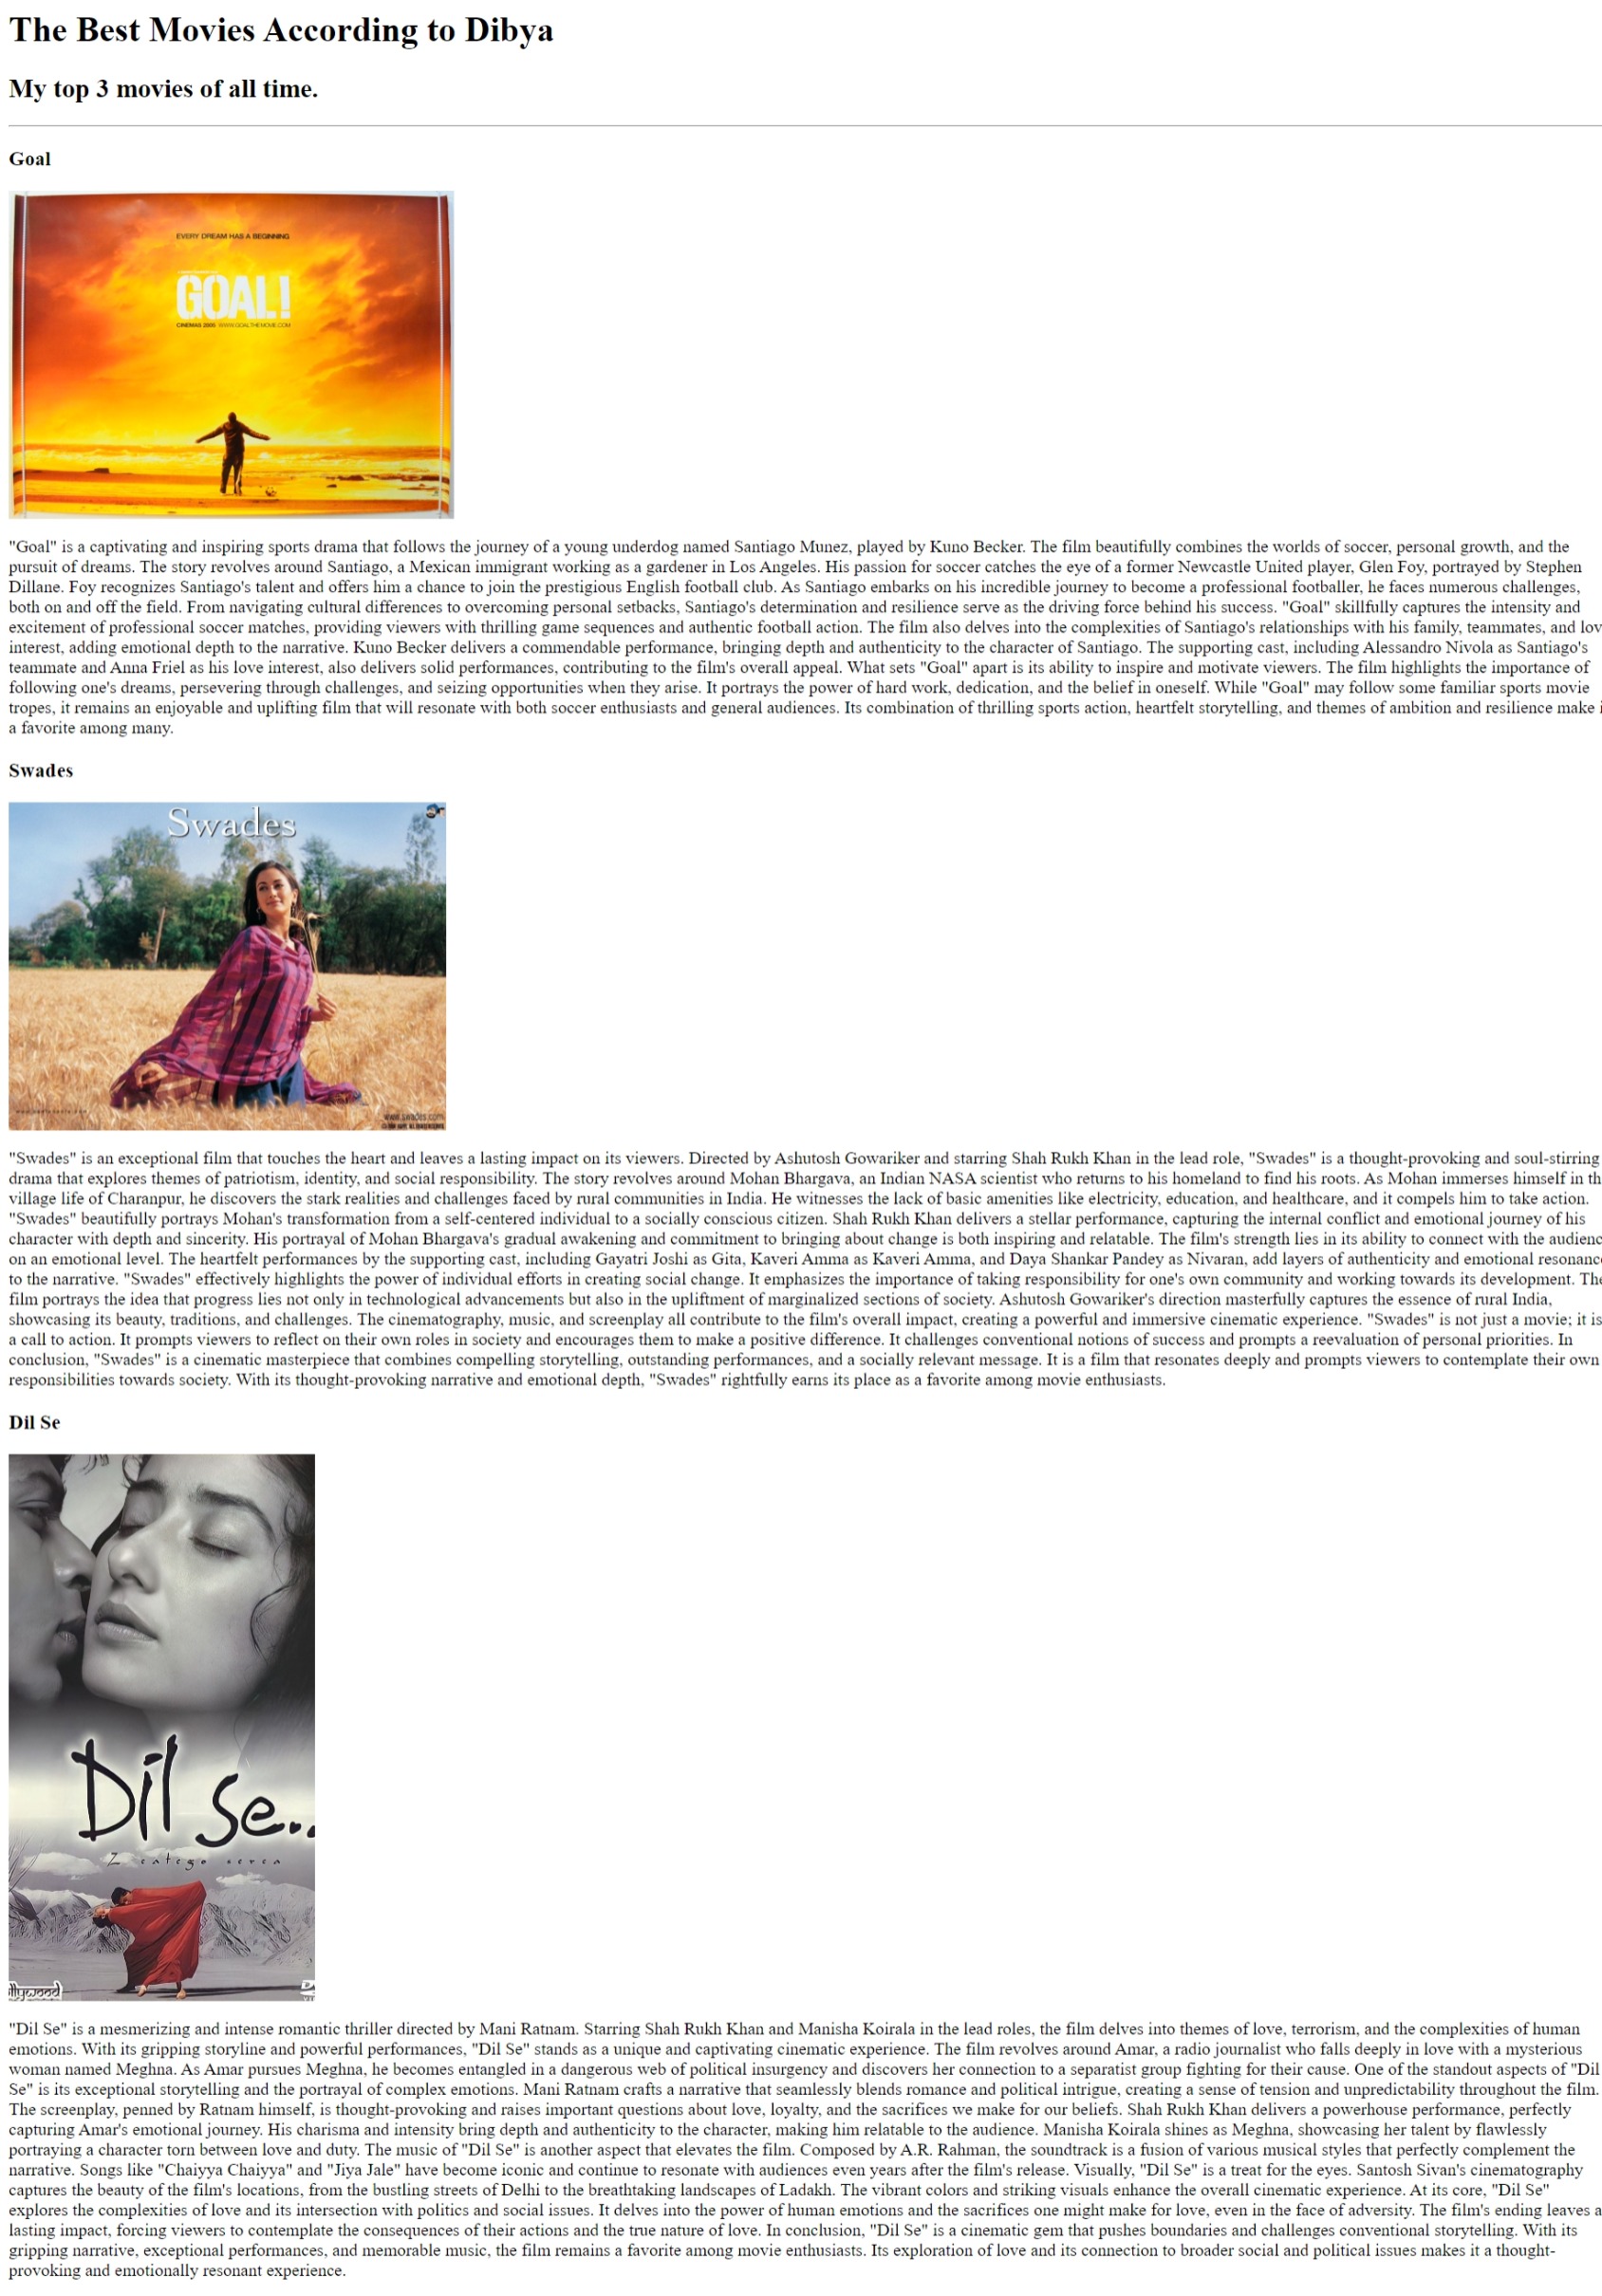 The Best Movies According to Dibya
My top 3 movies of all time.
Goal
EVERY DREAM HAS A BEGINNING
GOAL!
CINEMAS 2005 WWW.GOALTHEMOVIE.COM
"Goal" is a captivating and inspiring sports drama that follows the journey of a young underdog named Santiago Munez, played by Kuno Becker. The film beautifully combines the worlds of soccer, personal growth, and the
pursuit of dreams. The story revolves around Santiago, a Mexican immigrant working as a gardener in Los Angeles. His passion for soccer catches the eye of a former Newcastle United player, Glen Foy, portrayed by Stephen
Dillane. Foy recognizes Santiago's talent and offers him a chance to join the prestigious English football club. As Santiago embarks on his incredible journey to become a professional footballer, he faces numerous challenges,
both on and off the field. From navigating cultural differences to overcoming personal setbacks, Santiago's determination and resilience serve as the driving force behind his success. "Goal" skillfully captures the intensity and
excitement of professional soccer matches, providing viewers with thrilling game sequences and authentic football action. The film also delves into the complexities of Santiago's relationships with his family, teammates, and lov
interest, adding emotional depth to the narrative. Kuno Becker delivers a commendable performance, bringing depth and authenticity to the character of Santiago. The supporting cast, including Alessandro Nivola as Santiago's
teammate and Anna Friel as his love interest, also delivers solid performances, contributing to the film's overall appeal. What sets "Goal" apart is its ability to inspire and motivate viewers. The film highlights the importance of
following one's dreams, persevering through challenges, and seizing opportunities when they arise. It portrays the power of hard work, dedication, and the belief in oneself. While "Goal" may follow some familiar sports movie
tropes, it remains an enjoyable and uplifting film that will resonate with both soccer enthusiasts and general audiences. Its combination of thrilling sports action, heartfelt storytelling, and themes of ambition and resilience make i
a favorite among many.
Swades
Swades
www.swades.com
"Swades" is an exceptional film that touches the heart and leaves a lasting impact on its viewers. Directed by Ashutosh Gowariker and starring Shah Rukh Khan in the lead role, "Swades" is a thought-provoking and soul-stirring
drama that explores themes of patriotism, identity, and social responsibility. The story revolves around Mohan Bhargava, an Indian NASA scientist who returns to his homeland to find his roots. As Mohan immerses himself in th
village life of Charanpur, he discovers the stark realities and challenges faced by rural communities in India. He witnesses the lack of basic amenities like electricity, education, and healthcare, and it compels him to take action.
"Swades" beautifully portrays Mohan's transformation from a self-centered individual to a socially conscious citizen. Shah Rukh Khan delivers a stellar performance, capturing the internal conflict and emotional journey of his
character with depth and sincerity. His portrayal of Mohan Bhargava's gradual awakening and commitment to bringing about change is both inspiring and relatable. The film's strength lies in its ability to connect with the audienc
on an emotional level. The heartfelt performances by the supporting cast, including Gayatri Joshi as Gita, Kaveri Amma as Kaveri Amma, and Daya Shankar Pandey as Nivaran, add layers of authenticity and emotional resonanc
to the narrative. "Swades" effectively highlights the power of individual efforts in creating social change. It emphasizes the importance of taking responsibility for one's own community and working towards its development. The
film portrays the idea that progress lies not only in technological advancements but also in the upliftment of marginalized sections of society. Ashutosh Gowariker's direction masterfully captures the essence of rural India,
showcasing its beauty, traditions, and challenges. The cinematography, music, and screenplay all contribute to the film's overall impact, creating a powerful and immersive cinematic experience. "Swades" is not just a movie; it is
a call to action. It prompts viewers to reflect on their own roles in society and encourages them to make a positive difference. It challenges conventional notions of success and prompts a reevaluation of personal priorities. In
conclusion, "Swades" is a cinematic masterpiece that combines compelling storytelling, outstanding performances, and a socially relevant message. It is a film that resonates deeply and prompts viewers to contemplate their own
responsibilities towards society. With its thought-provoking narrative and emotional depth, "Swades" rightfully earns its place as a favorite among movie enthusiasts.
Dil Se
Dil se..
Z całego serca
llywood
"Dil Se" is a mesmerizing and intense romantic thriller directed by Mani Ratnam. Starring Shah Rukh Khan and Manisha Koirala in the lead roles, the film delves into themes of love, terrorism, and the complexities of human
emotions. With its gripping storyline and powerful performances, "Dil Se" stands as a unique and captivating cinematic experience. The film revolves around Amar, a radio journalist who falls deeply in love with a mysterious
woman named Meghna. As Amar pursues Meghna, he becomes entangled in a dangerous web of political insurgency and discovers her connection to a separatist group fighting for their cause. One of the standout aspects of "Dil
Se" is its exceptional storytelling and the portrayal of complex emotions. Mani Ratnam crafts a narrative that seamlessly blends romance and political intrigue, creating a sense of tension and unpredictability throughout the film.
The screenplay, penned by Ratnam himself, is thought-provoking and raises important questions about love, loyalty, and the sacrifices we make for our beliefs. Shah Rukh Khan delivers a powerhouse performance, perfectly
capturing Amar's emotional journey. His charisma and intensity bring depth and authenticity to the character, making him relatable to the audience. Manisha Koirala shines as Meghna, showcasing her talent by flawlessly
portraying a character torn between love and duty. The music of "Dil Se" is another aspect that elevates the film. Composed by A.R. Rahman, the soundtrack is a fusion of various musical styles that perfectly complement the
narrative. Songs like "Chaiyya Chaiyya" and "Jiya Jale" have become iconic and continue to resonate with audiences even years after the film's release. Visually, "Dil Se" is a treat for the eyes. Santosh Sivan's cinematography
captures the beauty of the film's locations, from the bustling streets of Delhi to the breathtaking landscapes of Ladakh. The vibrant colors and striking visuals enhance the overall cinematic experience. At its core, "Dil Se"
explores the complexities of love and its intersection with politics and social issues. It delves into the power of human emotions and the sacrifices one might make for love, even in the face of adversity. The film's ending leaves a
lasting impact, forcing viewers to contemplate the consequences of their actions and the true nature of love. In conclusion, "Dil Se" is a cinematic gem that pushes boundaries and challenges conventional storytelling. With its
gripping narrative, exceptional performances, and memorable music, the film remains a favorite among movie enthusiasts. Its exploration of love and its connection to broader social and political issues makes it a thought-
provoking and emotionally resonant experience.